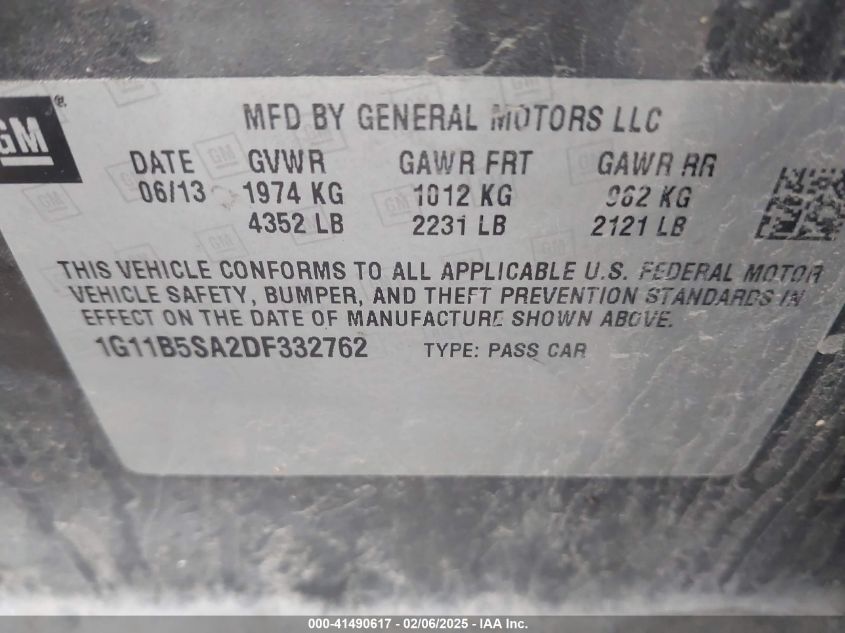 GM
MFD BY GENERAL MOTORS LLC
DATE GVWR GAWR FRT GAWR RR
06/13 1974 KG 1012 KG 962 KG
4352 LB 2231 LB 2121 LB
THIS VEHICLE CONFORMS TO ALL APPLICABLE U.S. FEDERAL MOTOR
VEHICLE SAFETY, BUMPER, AND THEFT PREVENTION STANDARDS IN
EFFECT ON THE DATE OF MANUFACTURE SHOWN ABOVE.
1G11B5SA2DF332762 TYPE: PASS CAR
000-41490617 - 02/06/2025 - IAA Inc.